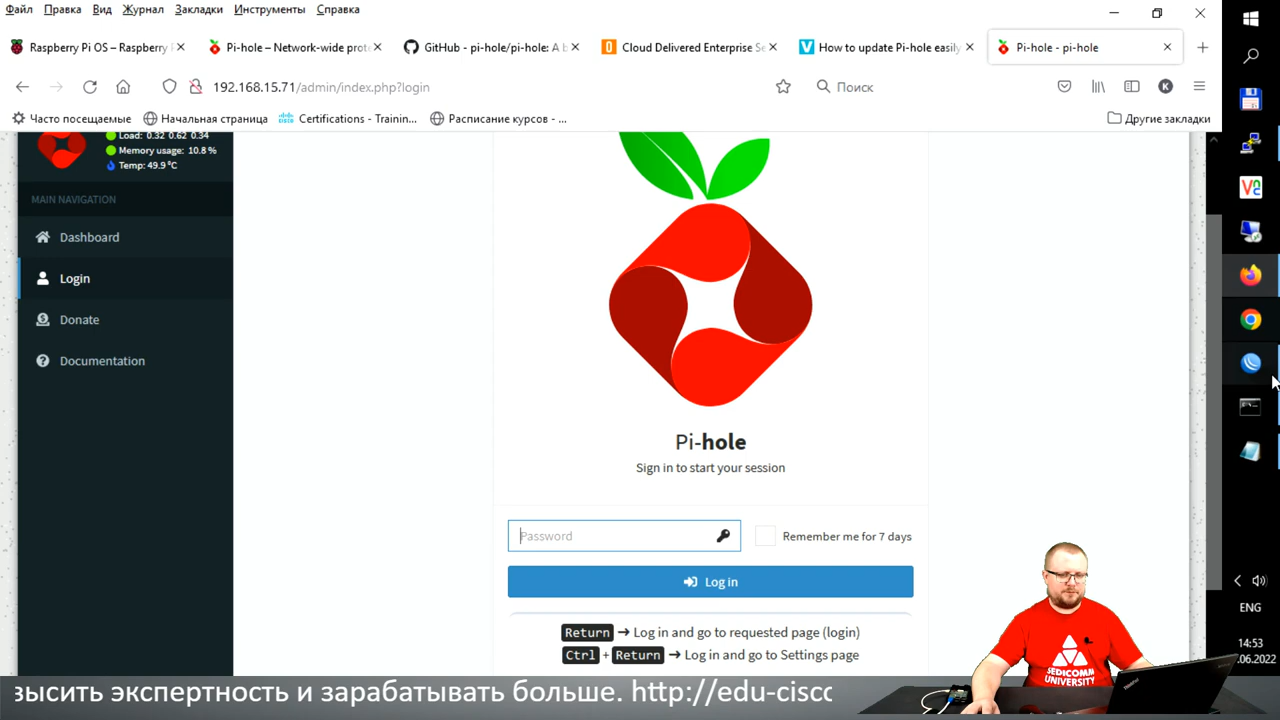 Файл Правка Вид Журнал Закладки Инструменты Справка
Raspberry Pi OS – Raspberry
Pi-hole – Network-wide prot
GitHub - pi-hole/pi-hole: A b
Cloud Delivered Enterprise Se
How to update Pi-hole easily
Pi-hole - pi-hole
192.168.15.71/admin/index.php?login
Поиск
Часто посещаемые
Начальная страница
Certifications - Trainin...
Расписание курсов - ...
Другие закладки
Load: 0.32 0.62 0.34
Memory usage: 10.8 %
Temp: 49.9 ºC
MAIN NAVIGATION
Dashboard
Login
Donate
Documentation
Pi-hole
Sign in to start your session
Password
Remember me for 7 days
Log in
Return → Log in and go to requested page (login)
Ctrl + Return → Log in and go to Settings page
ENG
14:53
.06.2022
SEDICOMM
UNIVERSITY
ThinkPad
высить экспертность и зарабатывать больше. http://edu-cisco